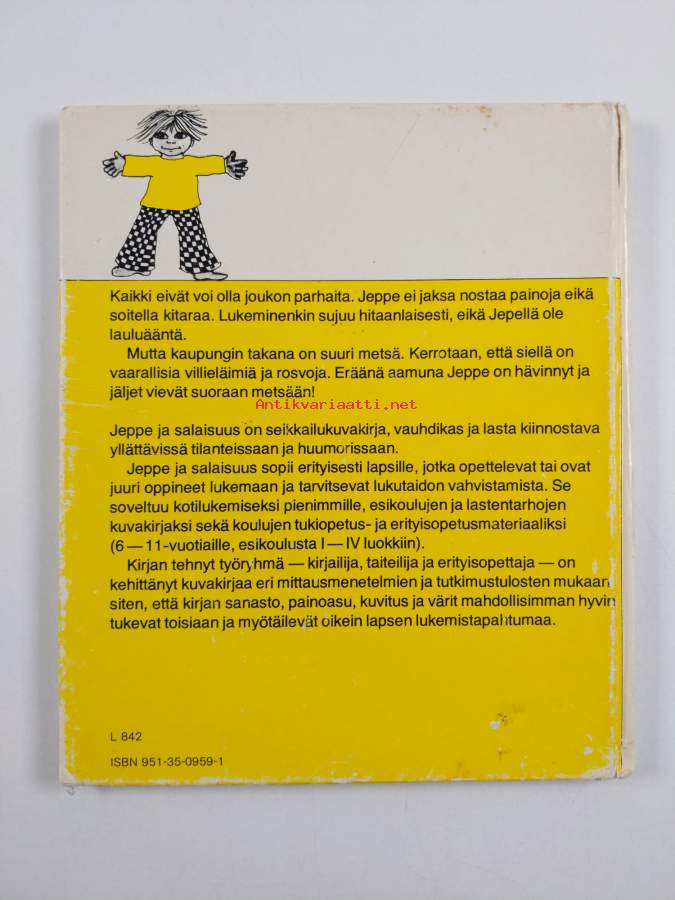 Kaikki eivät voi olla joukon parhaita. Jeppe ei jaksa nostaa painoja eikä
soitella kitaraa. Lukeminenkin sujuu hitaanlaisesti, eikä Jepellä ole
lauluääntä.
Mutta kaupungin takana on suuri metsä. Kerrotaan, että siellä on
vaarallisia villieläimiä ja rosvoja. Eräänä aamuna Jeppe on hävinnyt ja
jäljet vievät suoraan metsään!
Antikvariaatti.net
Jeppe ja salaisuus on seikkailukuvakirja, vauhdikas ja lasta kiinnostava
yllättävissä tilanteissaan ja huumorissaan.
Jeppe ja salaisuus sopii erityisesti lapsille, jotka opettelevat tai ovat
juuri oppineet lukemaan ja tarvitsevat lukutaidon vahvistamista. Se
soveltuu kotilukemiseksi pienimmille, esikoulujen ja lastentarhojen
kuvakirjaksi sekä koulujen tukiopetus- ja erityisopetusmateriaaliksi
(6—11-vuotiaille, esikoulusta I—IV luokkiin).
Kirjan tehnyt työryhmä — kirjailija, taiteilija ja erityisopettaja — on
kehittänyt kuvakirjaa eri mittausmenetelmien ja tutkimustulosten mukaan
siten, että kirjan sanasto, painoasu, kuvitus ja värit mahdollisimman hyvin
tukevat toisiaan ja myötäilevät oikein lapsen lukemistapahtumaa.
L 842
ISBN 951-35-0959-1